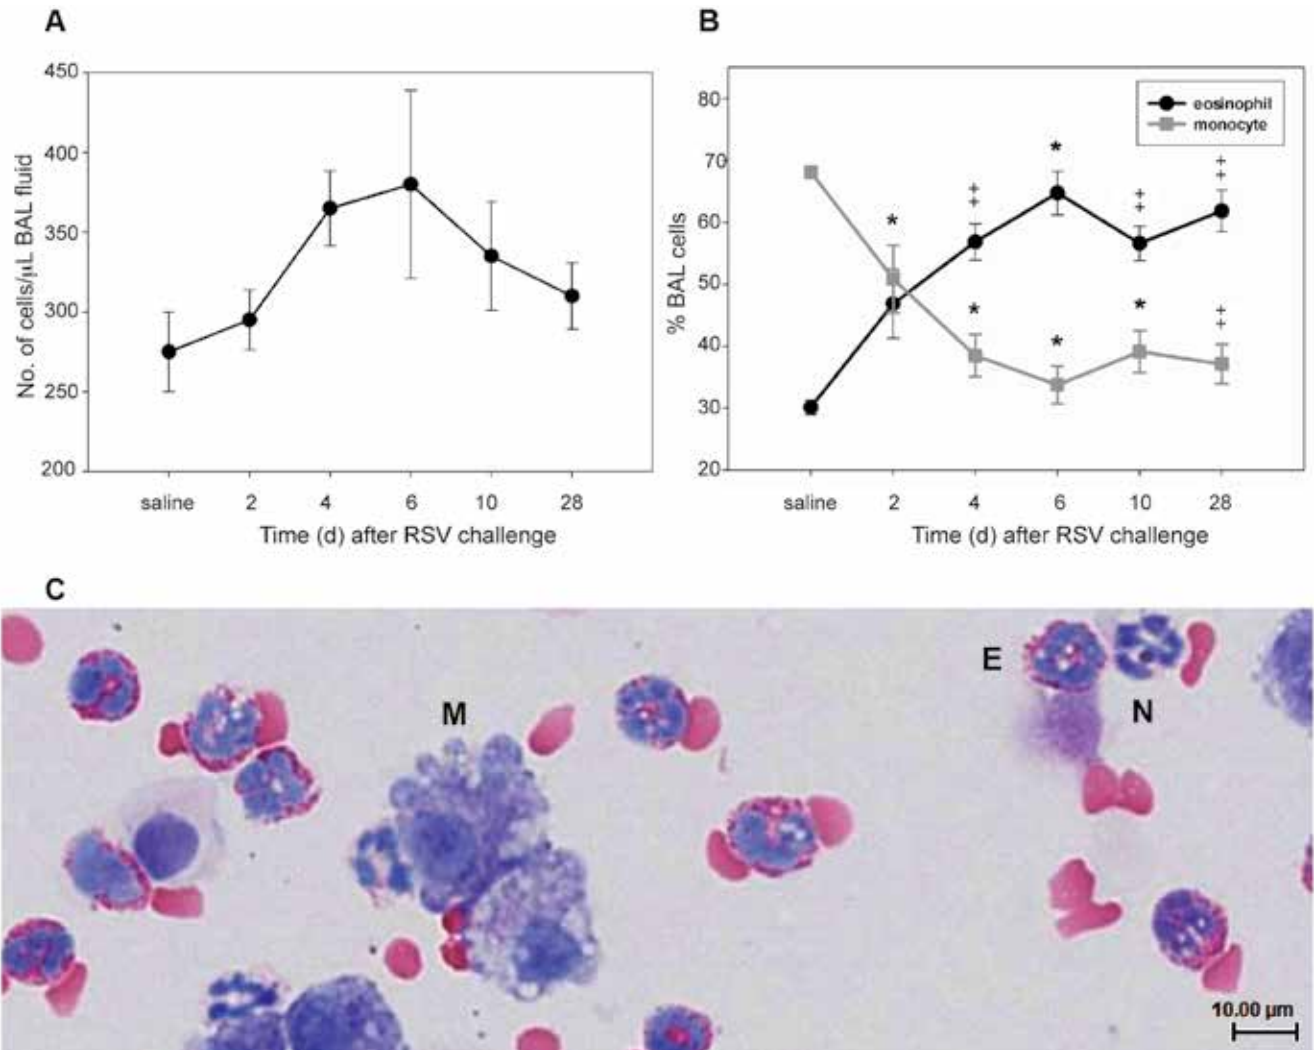 A
No. of cells/μL BAL fluid
450
400
350
300
250
200
saline 2 4 6 10 28
Time (d) after RSV challenge
B
% BAL cells
80
70
60
50
40
30
20
eosinophil
monocyte
*
‡
*
‡
‡
*
*
*
‡
saline 2 4 6 10 28
Time (d) after RSV challenge
C
M
E
N
10.00 μm